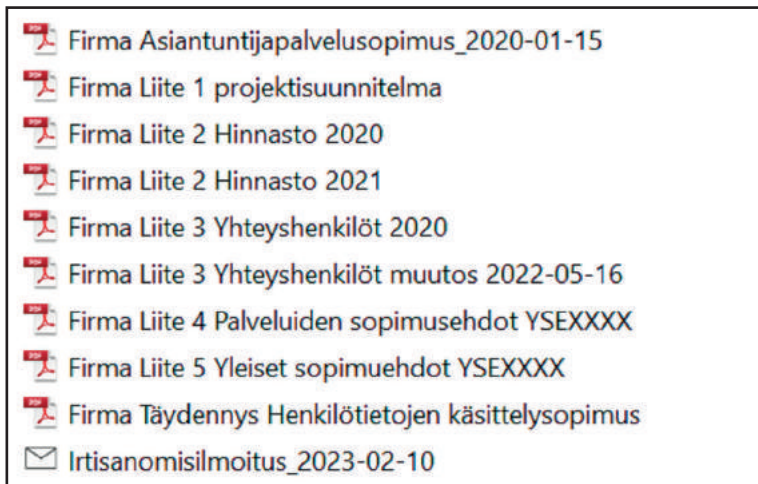 Firma Asiantuntijapalvelusopimus_2020-01-15
Firma Liite 1 projektisuunnitelma
Firma Liite 2 Hinnasto 2020
Firma Liite 2 Hinnasto 2021
Firma Liite 3 Yhteyshenkilöt 2020
Firma Liite 3 Yhteyshenkilöt muutos 2022-05-16
Firma Liite 4 Palveluiden sopimusehdot YSEXXXX
Firma Liite 5 Yleiset sopimuehdot YSEXXXX
Firma Täydennys Henkilötietojen käsittelysopimus
Irtisanomisilmoitus_2023-02-10